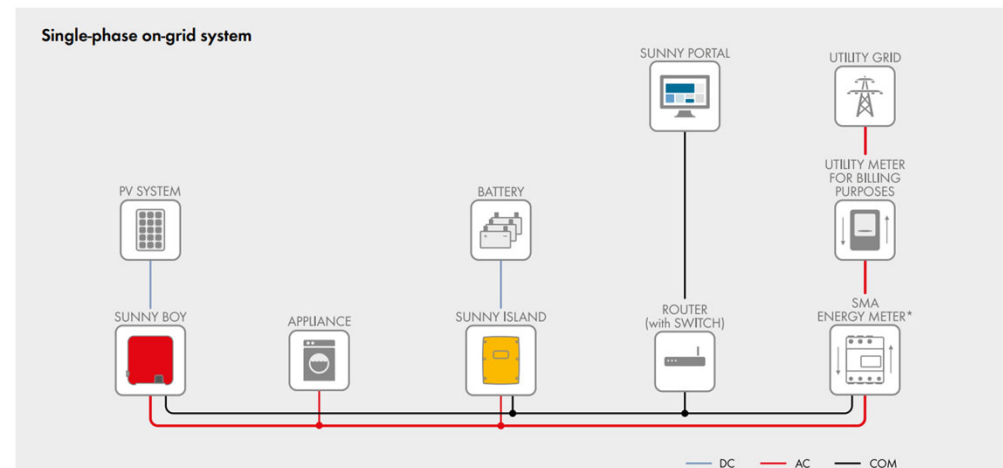 Single-phase on-grid system
SUNNY PORTAL
UTILITY GRID
UTILITY METER
FOR BILLING
PURPOSES
PV SYSTEM
BATTERY
SUNNY BOY
APPLIANCE
SUNNY ISLAND
ROUTER
(with SWITCH)
SMA
ENERGY METER*
DC
AC
COM